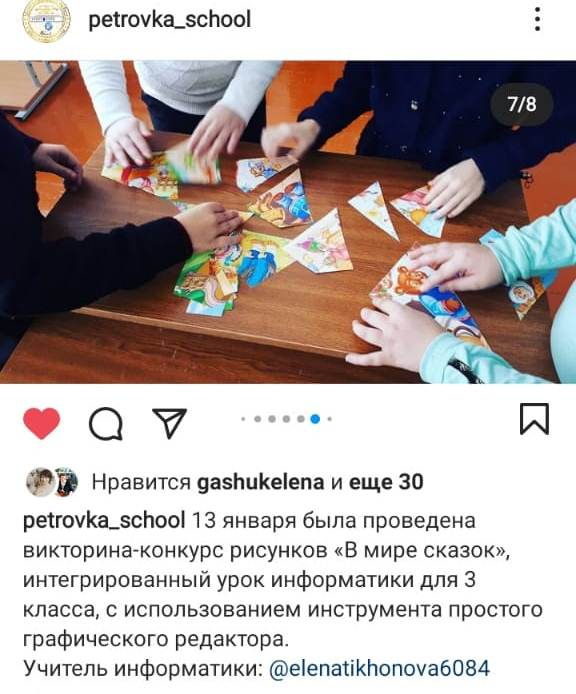 petrovka_school
7/8
Нравится gashukelena и еще 30
petrovka_school 13 января была проведена
викторина-конкурс рисунков «В мире сказок»,
интегрированный урок информатики для 3
класса, с использованием инструмента простого
графического редактора.
Учитель информатики: @elenatikhonova6084